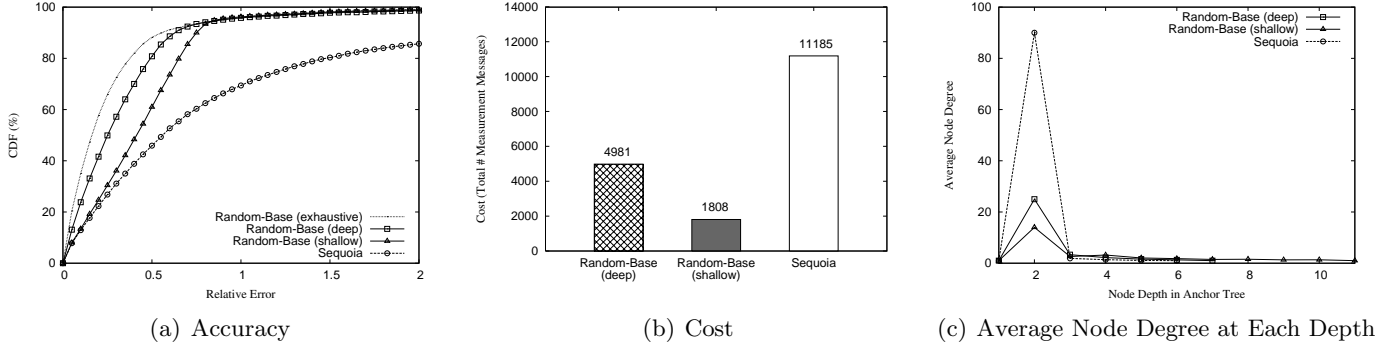 100
80
60
40
20
0
CDF (%)
0
0.5
1
1.5
2
Relative Error
Random-Base (exhaustive)
Random-Base (deep)
Random-Base (shallow)
Sequoia
(a) Accuracy
14000
12000
10000
8000
6000
4000
2000
0
Cost (Total # Measurement Messages)
4981
1808
11185
Random-Base
(deep)
Random-Base
(shallow)
Sequoia
(b) Cost
100
80
60
40
20
0
Average Node Degree
Random-Base (deep)
Random-Base (shallow)
Sequoia
2
4
6
8
10
Node Depth in Anchor Tree
(c) Average Node Degree at Each Depth